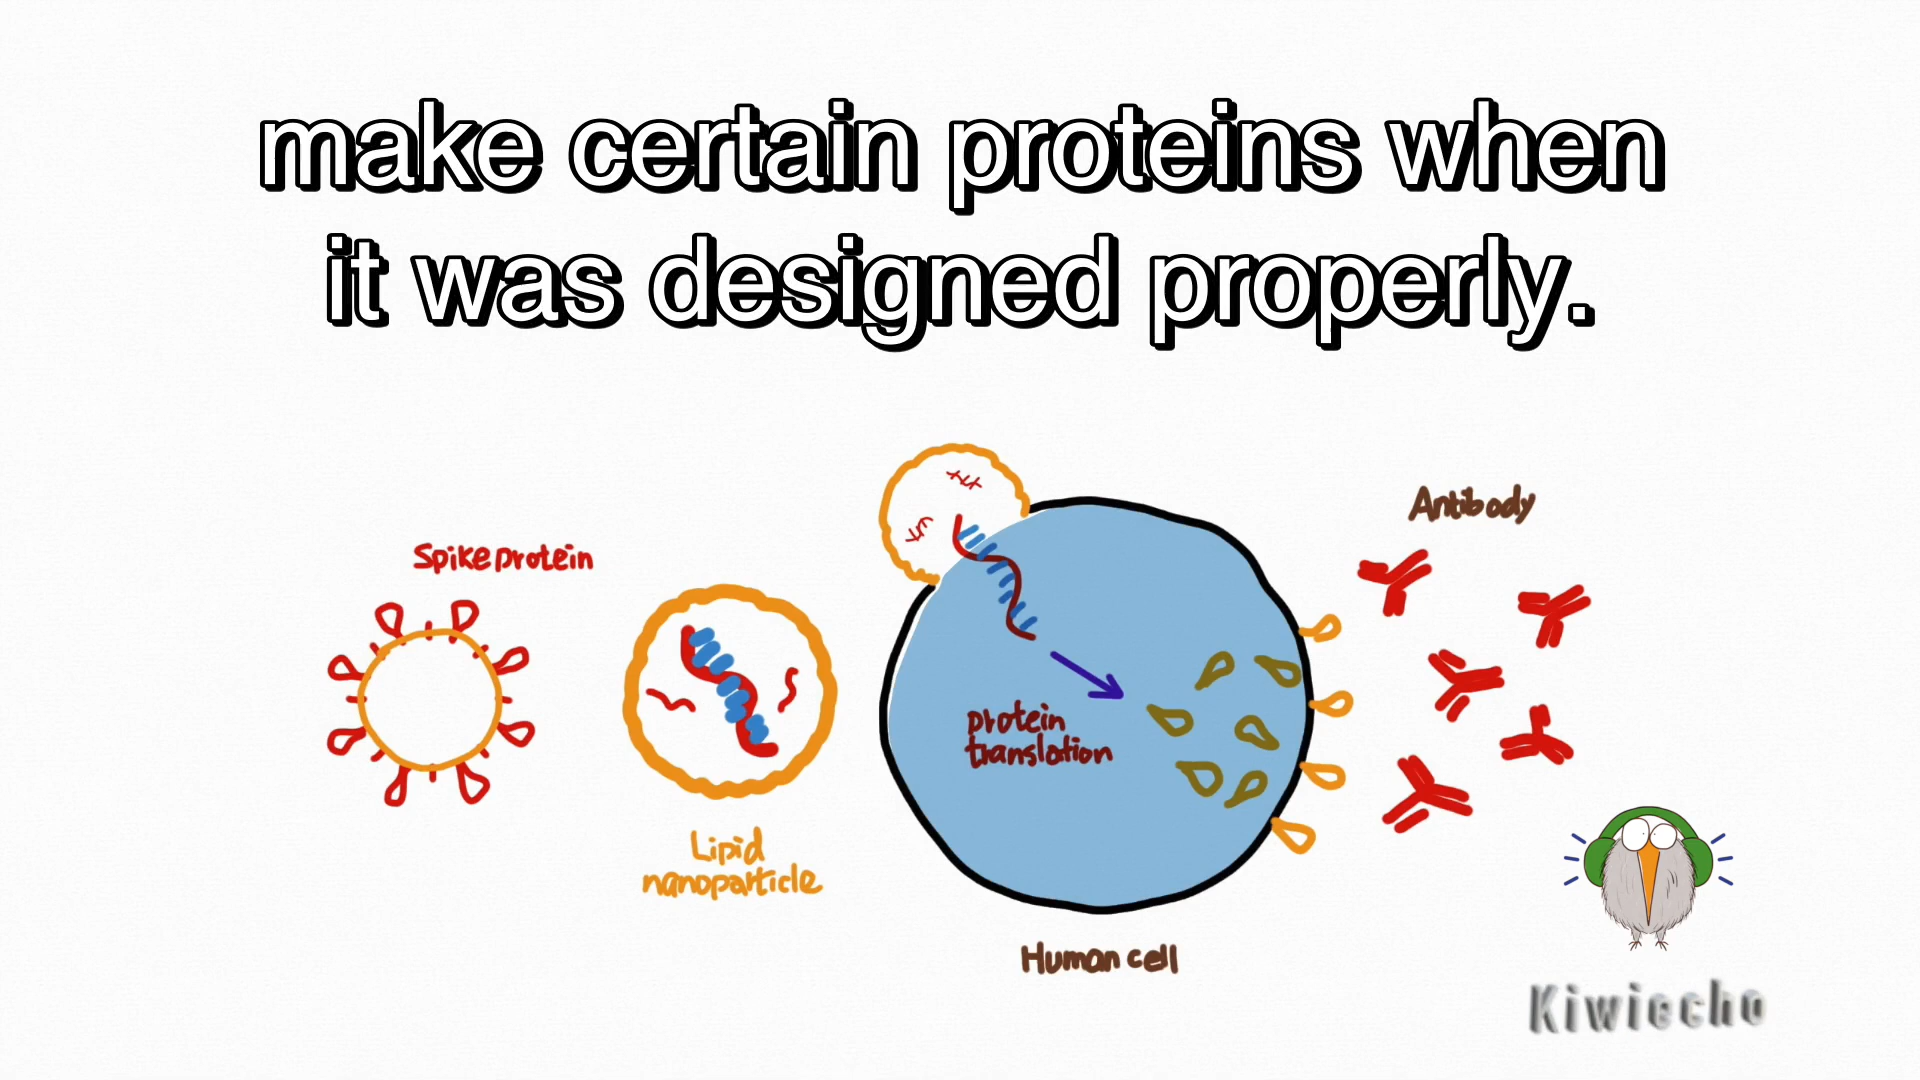 make certain proteins when
it was designed properly.
Antibody
Spike protein
protein
translation
Lipid
nanoparticle
Human cell
Kiwiecho